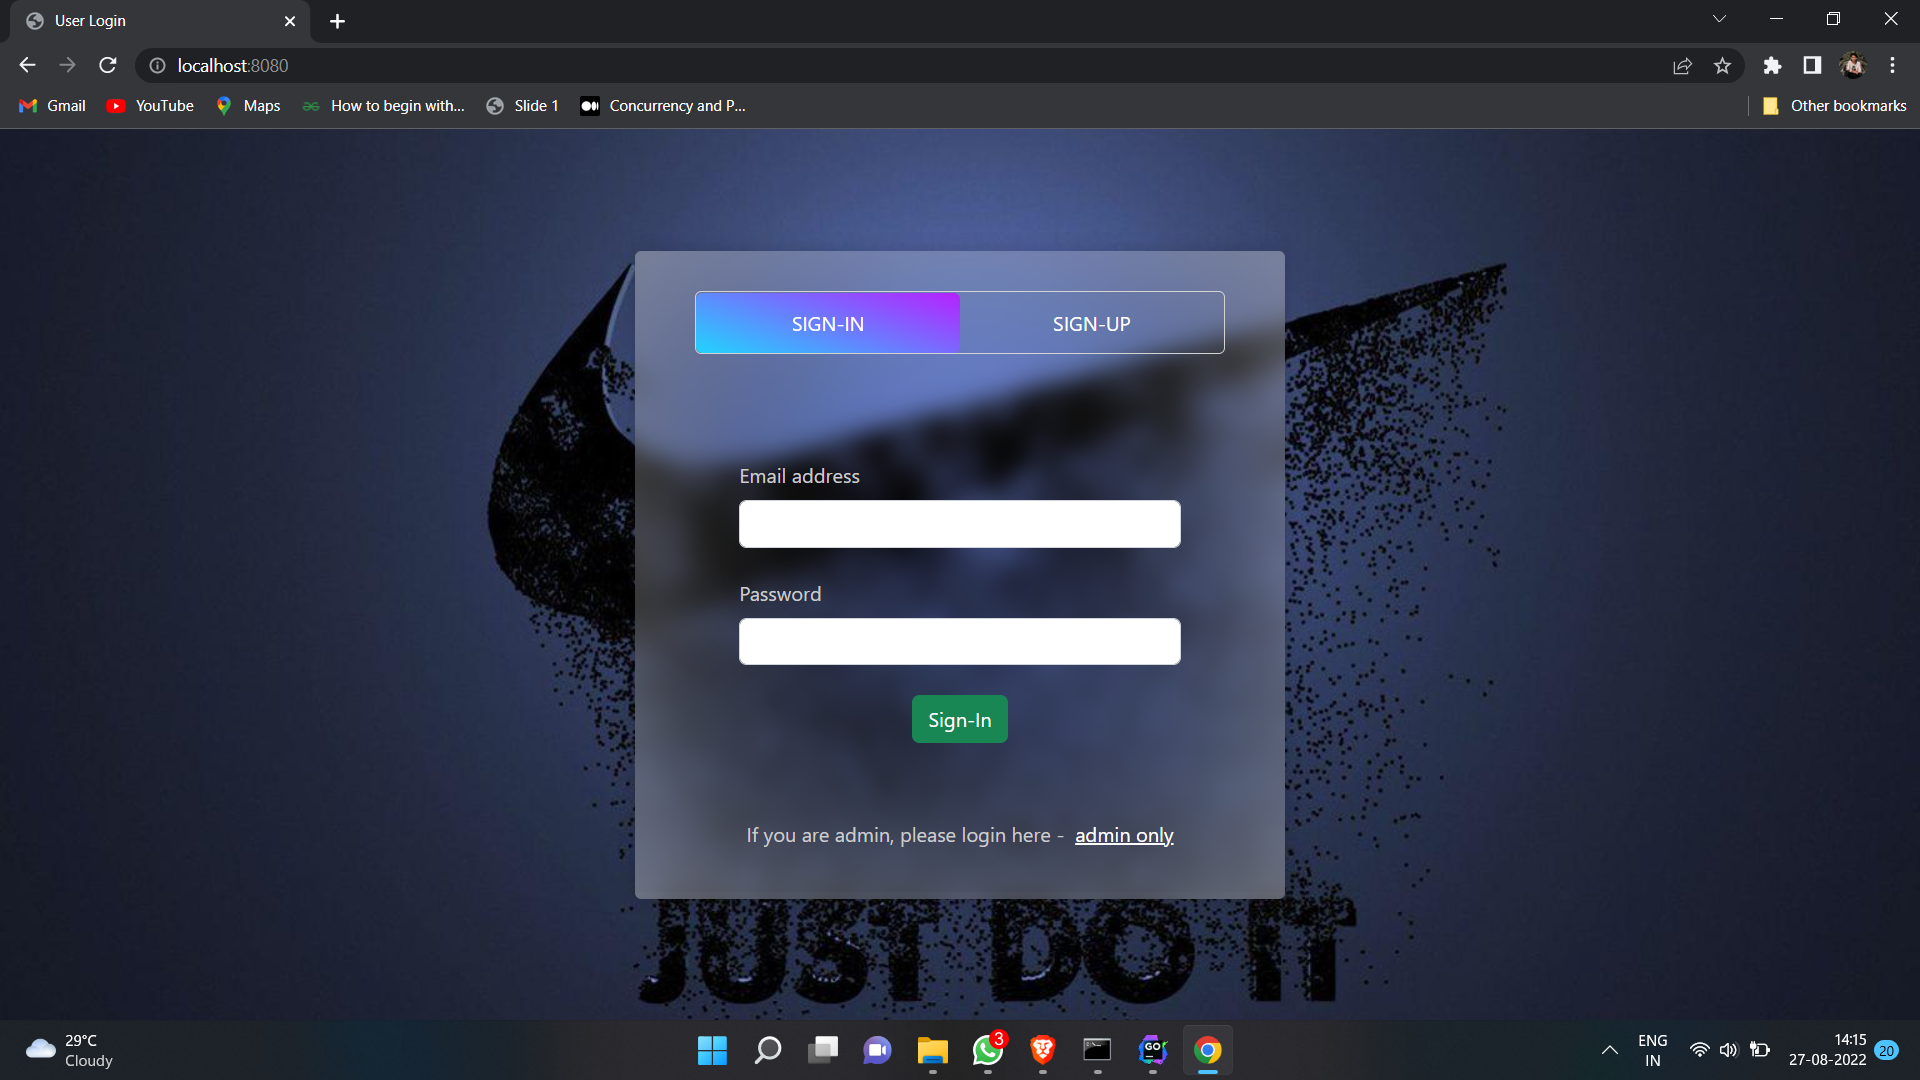 User Login
localhost:8080
Gmail
YouTube
Maps
How to begin with...
Slide 1
Concurrency and P...
Other bookmarks
SIGN-IN
SIGN-UP
Email address
Password
Sign-In
If you are admin, please login here - admin only
JUST DO IT
29°C
Cloudy
3
GO
ENG
IN
14:15
27-08-2022
20